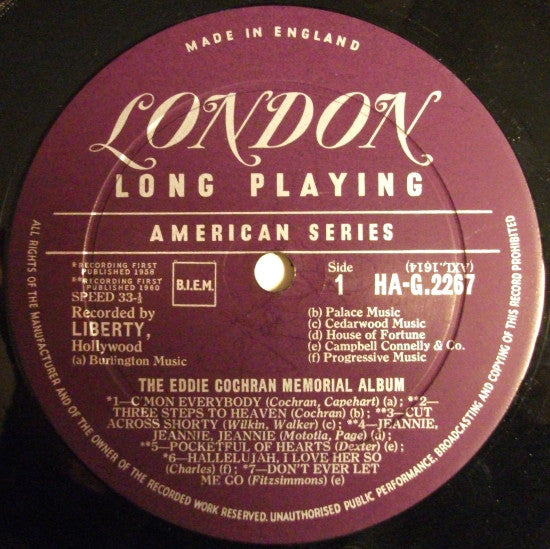 MADE IN ENGLAND
LONDON
LONG PLAYING
AMERICAN SERIES
*RECORDING FIRST
PUBLISHED 1958
**RECORDING FIRST
PUBLISHED 1960
SPEED 33-⅓
Recorded by
LIBERTY,
Hollywood
(a) Burlington Music
B.I.E.M.
Side
1
(AXL.1614)
HA-G.2267
(b) Palace Music
(c) Cedarwood Music
(d) House of Fortune
(e) Campbell Connelly & Co.
(f) Progressive Music
THE EDDIE COCHRAN MEMORIAL ALBUM
*1—C'MON EVERYBODY (Cochran, Capehart) (a) ; **2—
THREE STEPS TO HEAVEN (Cochran) (b) ; **3—CUT
ACROSS SHORTY (Wilkin, Walker) (c) ; **4—JEANNIE,
JEANNIE, JEANNIE (Mototla, Page) (d) ;
**5—POCKETFUL OF HEARTS (Dexter) (e) ;
*6—HALLELUJAH, I LOVE HER SO
(Charles) (f) ; *7—DON'T EVER LET
ME GO (Fitzsimmons) (e)
ALL RIGHTS OF THE MANUFACTURER AND OF THE OWNER OF THE RECORDED WORK RESERVED. UNAUTHORISED PUBLIC PERFORMANCE, BROADCASTING AND COPYING OF THIS RECORD PROHIBITED